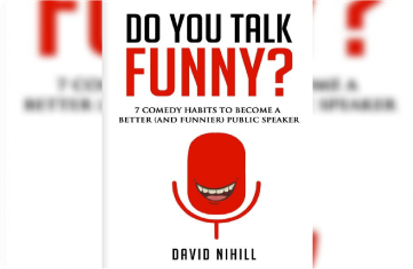 DO YOU TALK
FUNNY?
7 COMEDY HABITS TO BECOME A
BETTER (AND FUNNIER) PUBLIC SPEAKER
DAVID NIHILL